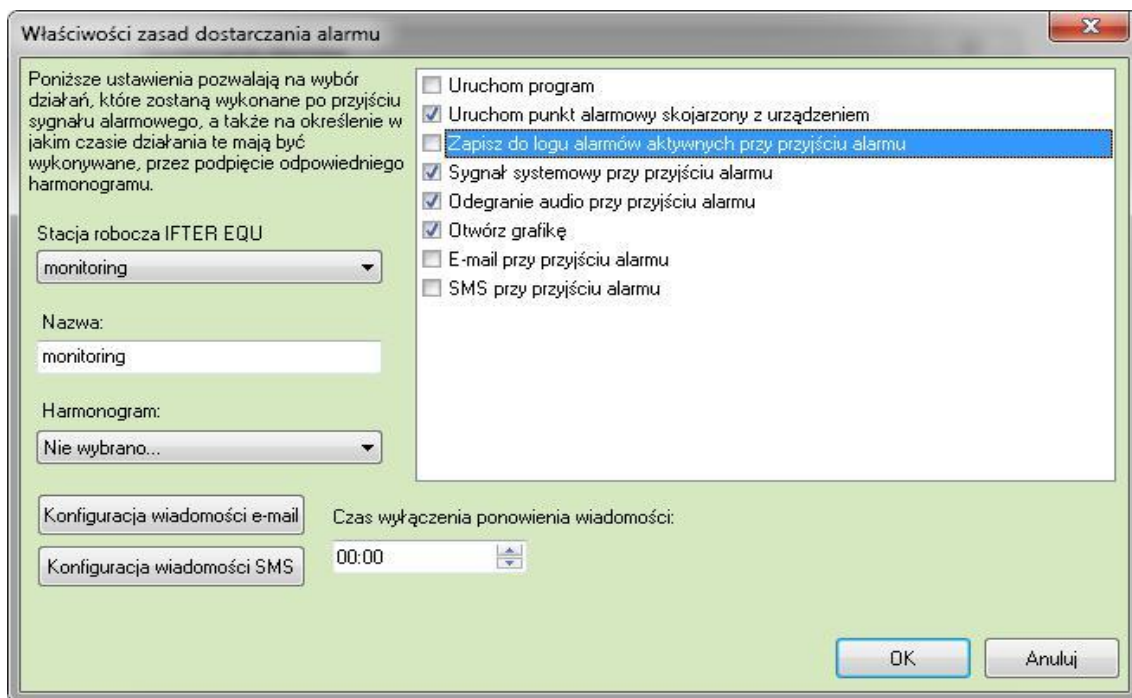 Właściwości zasad dostarczania alarmu
Poniższe ustawienia pozwalają na wybór
działań, które zostaną wykonane po przyjściu
sygnału alarmowego, a także na określenie w
jakim czasie działania te mają być
wykonywane, przez podpięcie odpowiedniego
harmonogramu.
Stacja robocza IFTER EQU
monitoring
Nazwa:
monitoring
Harmonogram:
Nie wybrano...
Uruchom program
Uruchom punkt alarmowy skojarzony z urządzeniem
Zapisz do logu alarmów aktywnych przy przyjściu alarmu
Sygnał systemowy przy przyjściu alarmu
Odegranie audio przy przyjściu alarmu
Otwórz grafikę
E-mail przy przyjściu alarmu
SMS przy przyjściu alarmu
Konfiguracja wiadomości e-mail
Konfiguracja wiadomości SMS
Czas wyłączenia ponowienia wiadomości:
00:00
OK
Anuluj